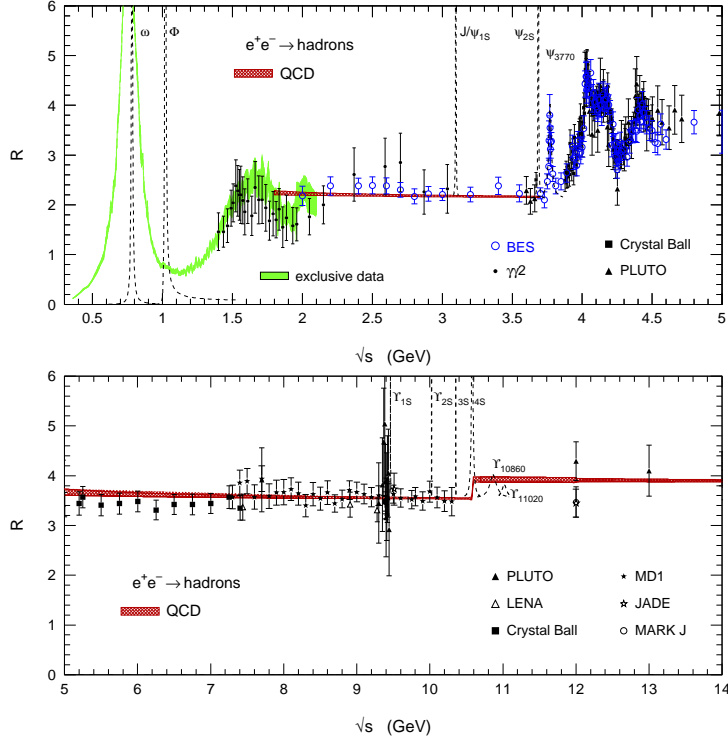 6
5
4
3
2
1
0
R
ω
Φ
J/ψ1S
ψ2S
ψ3770
e+e− → hadrons
QCD
exclusive data
BES
γγ2
Crystal Ball
PLUTO
0.5 1 1.5 2 2.5 3 3.5 4 4.5 5
√s (GeV)
6
5
4
3
2
1
0
R
ϒ1S
ϒ2S
3S
4S
ϒ10860
ϒ11020
e+e− → hadrons
QCD
PLUTO
LENA
Crystal Ball
MD1
JADE
MARK J
5 6 7 8 9 10 11 12 13 14
√s (GeV)